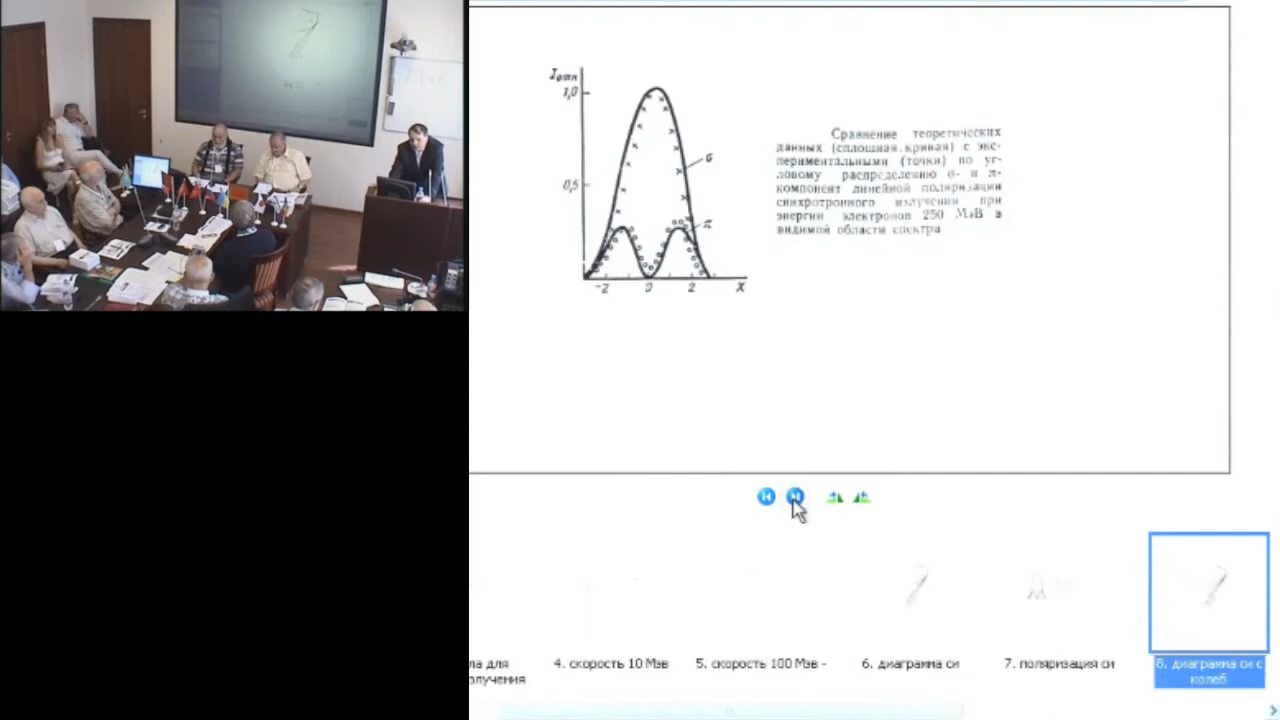 Iотн
1,0
0,5
-2 0 2 X
σ
π
Сравнение теоретических
данных (сплошная кривая) с экс-
периментальными (точки) по уг-
ловому распределению σ- и π-
компонент линейной поляризации
синхротронного излучения при
энергии электронов 250 МэВ в
видимой области спектра
ла для
олучения
4. скорость 10 Мэв
5. скорость 100 Мэв -
6. диаграмма си
7. поляризация си
8. диаграмма си с
колеб